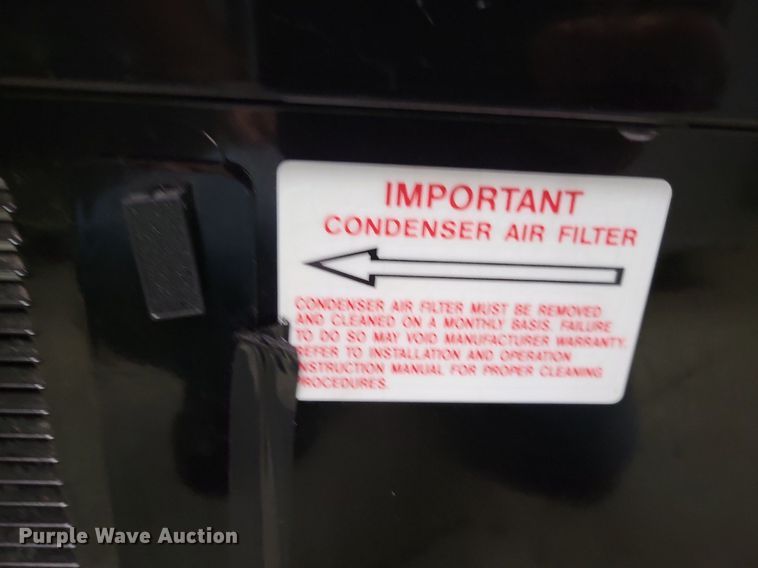 IMPORTANT
CONDENSER AIR FILTER
CONDENSER AIR FILTER MUST BE REMOVED
AND CLEANED ON A MONTHLY BASIS. FAILURE
TO DO SO MAY VOID MANUFACTURER WARRANTY.
REFER TO INSTALLATION AND OPERATION
INSTRUCTION MANUAL FOR PROPER CLEANING
PROCEDURES.
Purple Wave Auction